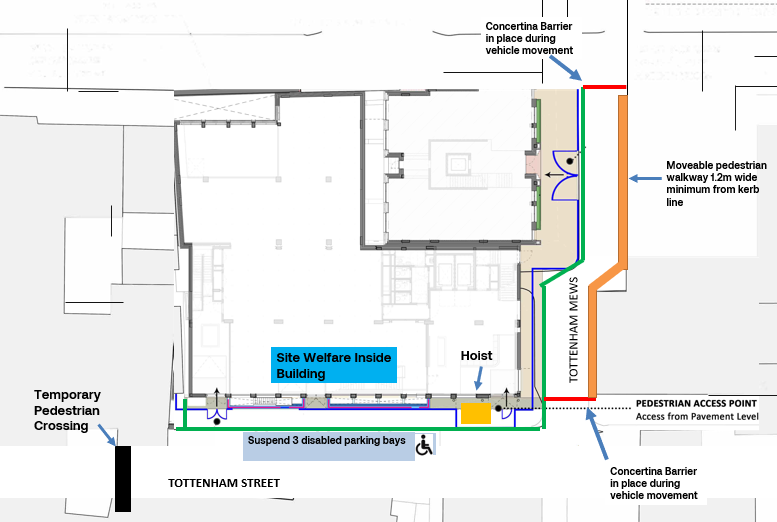 Concertina Barrier
in place during
vehicle movement
Moveable pedestrian
walkway 1.2m wide
minimum from kerb
line
TOTTENHAM MEWS
Site Welfare Inside
Building
Hoist
Temporary
Pedestrian
Crossing
PEDESTRIAN ACCESS POINT
Access from Pavement Level
Suspend 3 disabled parking bays
Concertina Barrier
in place during
vehicle movement
TOTTENHAM STREET